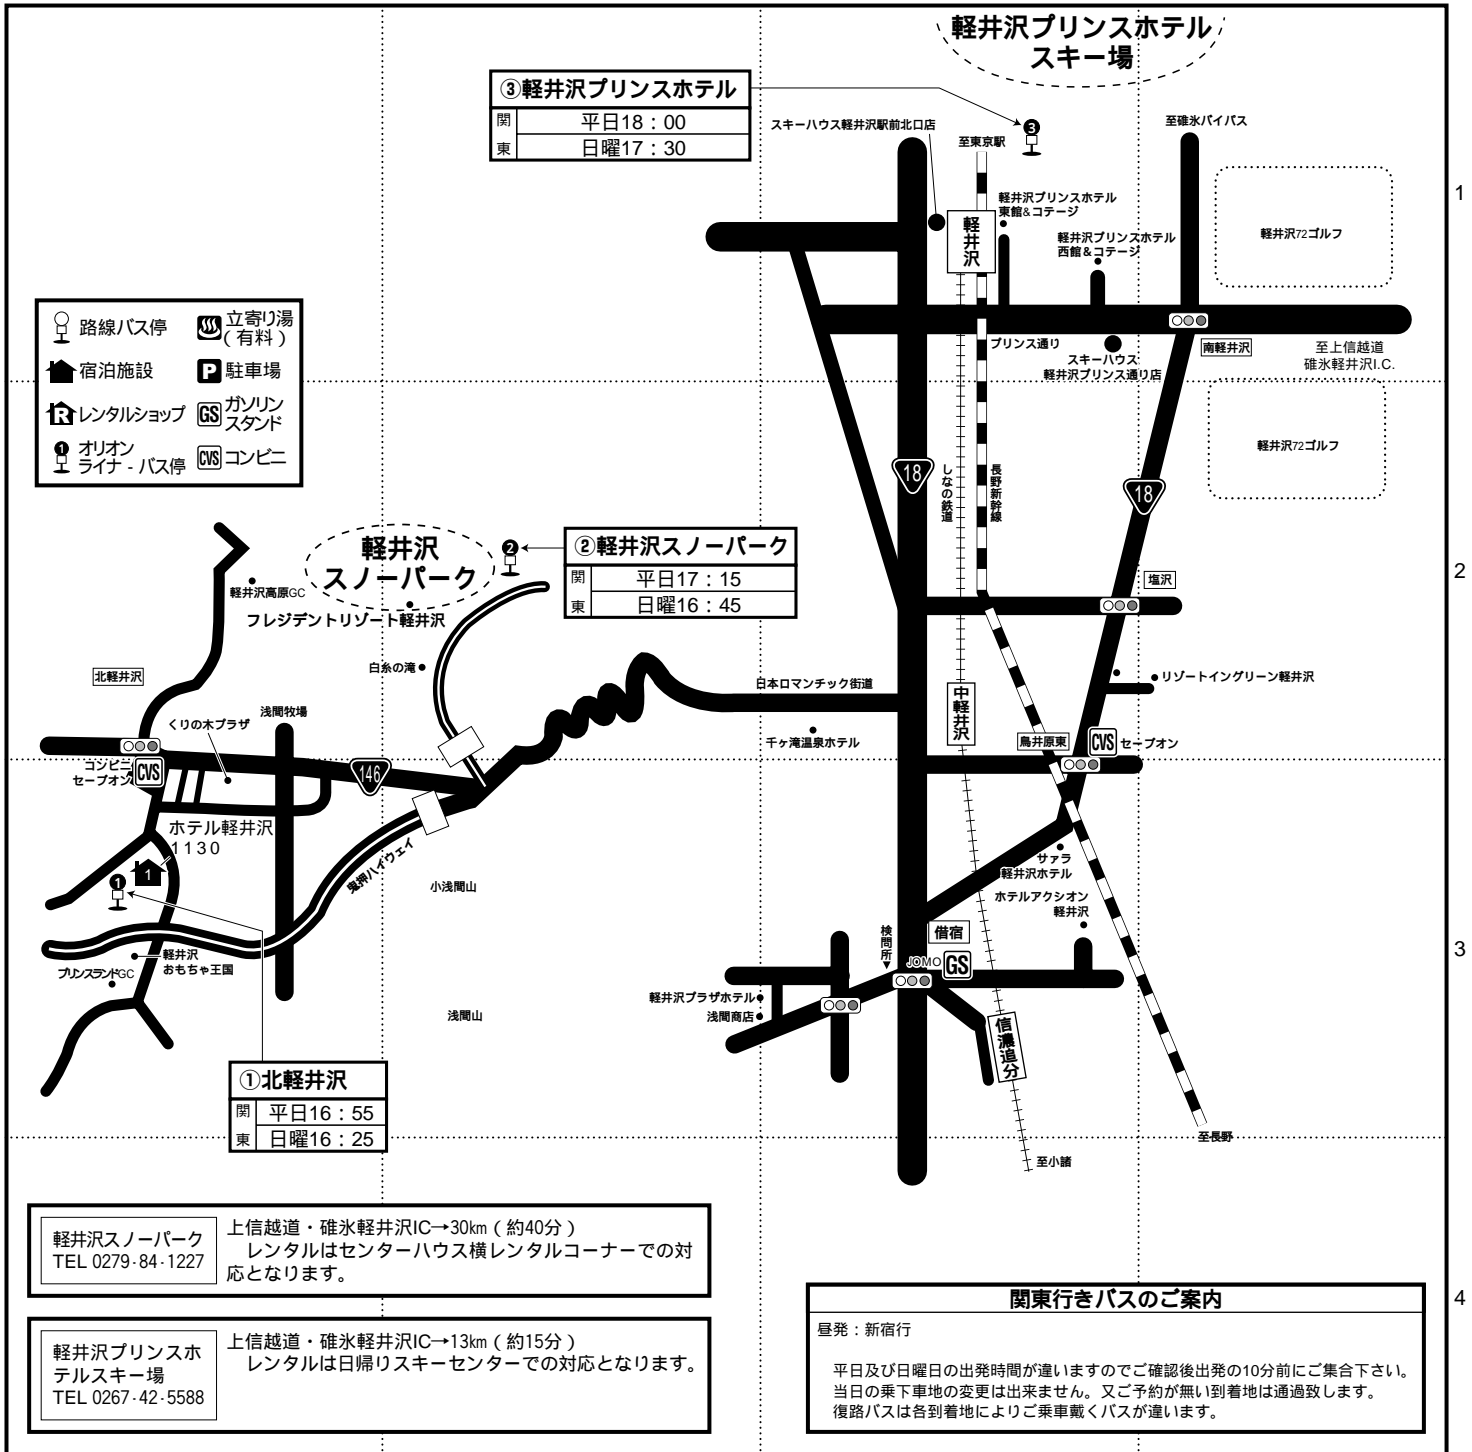 軽井沢プリンスホテル
スキー場
③軽井沢プリンスホテル
関東
平日18：00
日曜17：30
スキーハウス軽井沢駅前北口店
至東京駅
3
至碓氷バイパス
1
軽井沢プリンスホテル
東館&コテージ
軽井沢
軽井沢プリンスホテル
西館&コテージ
軽井沢72ゴルフ
プリンス通り
スキーハウス
軽井沢プリンス通り店
南軽井沢
至上信越道
碓氷軽井沢I.C.
路線バス停
立寄り湯
（有料）
宿泊施設
P 駐車場
R レンタルショップ
GS ガソリン
スタンド
1 オリオン
ライナ - バス停
CVS コンビニ
軽井沢72ゴルフ
18
しなの鉄道
長野新幹線
18
軽井沢
スノーパーク
2
②軽井沢スノーパーク
関東
平日17：15
日曜16：45
2
塩沢
軽井沢高原GC
フレジデントリゾート軽井沢
白糸の滝
北軽井沢
くりの木プラザ
浅間牧場
日本ロマンチック街道
千ヶ滝温泉ホテル
中軽井沢
リゾートイングリーン軽井沢
鳥井原東
CVS セーブオン
コンビニ
セーブオン
CVS
146
ホテル軽井沢
1130
1
1
鬼押ハイウェイ
小浅間山
サァラ
軽井沢ホテル
ホテルアクシオン
軽井沢
検問所
借宿
JOMO GS
3
軽井沢
おもちゃ王国
プリンスランドGC
浅間山
軽井沢プラザホテル
浅間商店
信濃追分
①北軽井沢
関東
平日16：55
日曜16：25
至長野
至小諸
軽井沢スノーパーク
TEL 0279-84-1227
上信越道・碓氷軽井沢IC→30km（約40分）
レンタルはセンターハウス横レンタルコーナーでの対
応となります。
軽井沢プリンスホ
テルスキー場
TEL 0267-42-5588
上信越道・碓氷軽井沢IC→13km（約15分）
レンタルは日帰りスキーセンターでの対応となります。
関東行きバスのご案内
昼発：新宿行
平日及び日曜日の出発時間が違いますのでご確認後出発の10分前にご集合下さい。
当日の乗下車地の変更は出来ません。又ご予約が無い到着地は通過致します。
復路バスは各到着地によりご乗車戴くバスが違います。
4